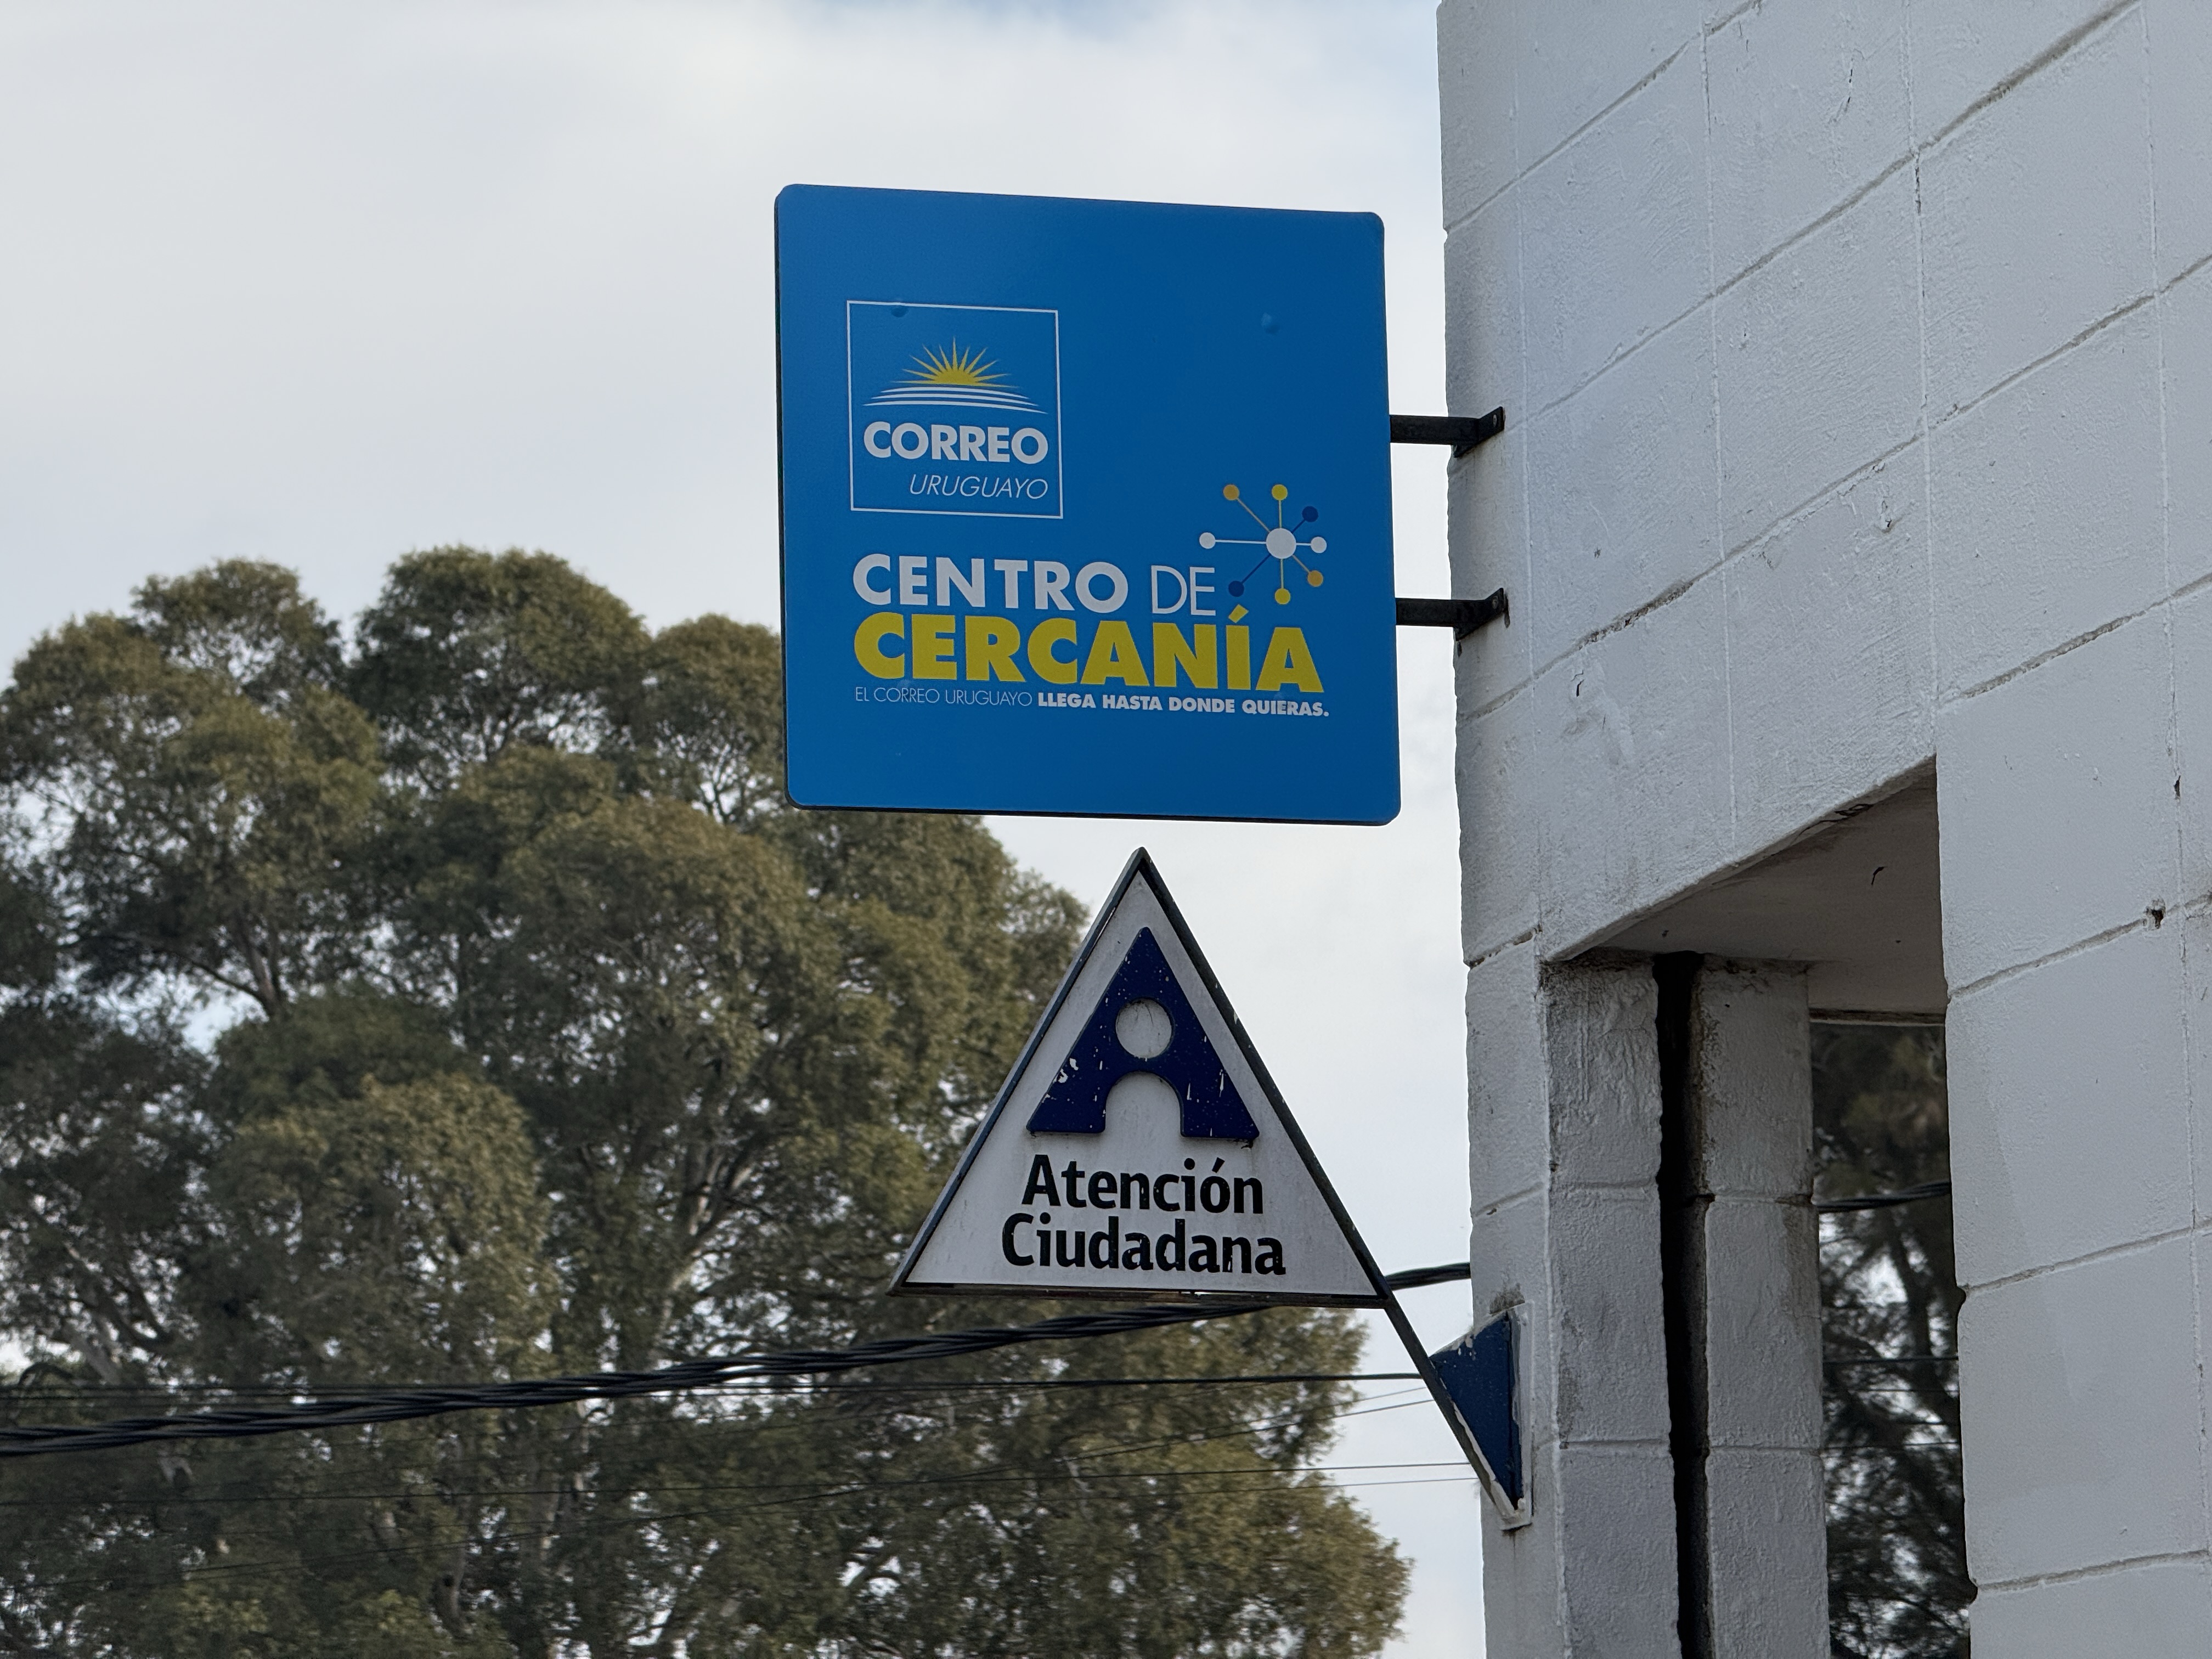 CORREO
URUGUAYO
CENTRO DE
CERCANÍA
EL CORREO URUGUAYO LLEGA HASTA DONDE QUIERAS.
Atención
Ciudadana